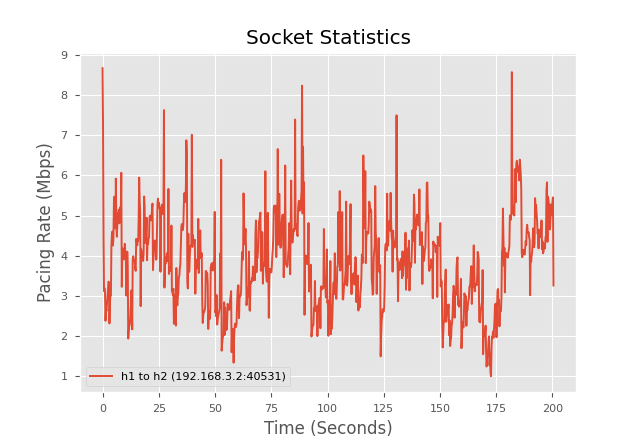 Socket Statistics
9
8
7
6
5
4
3
2
1
Pacing Rate (Mbps)
h1 to h2 (192.168.3.2:40531)
0 25 50 75 100 125 150 175 200
Time (Seconds)